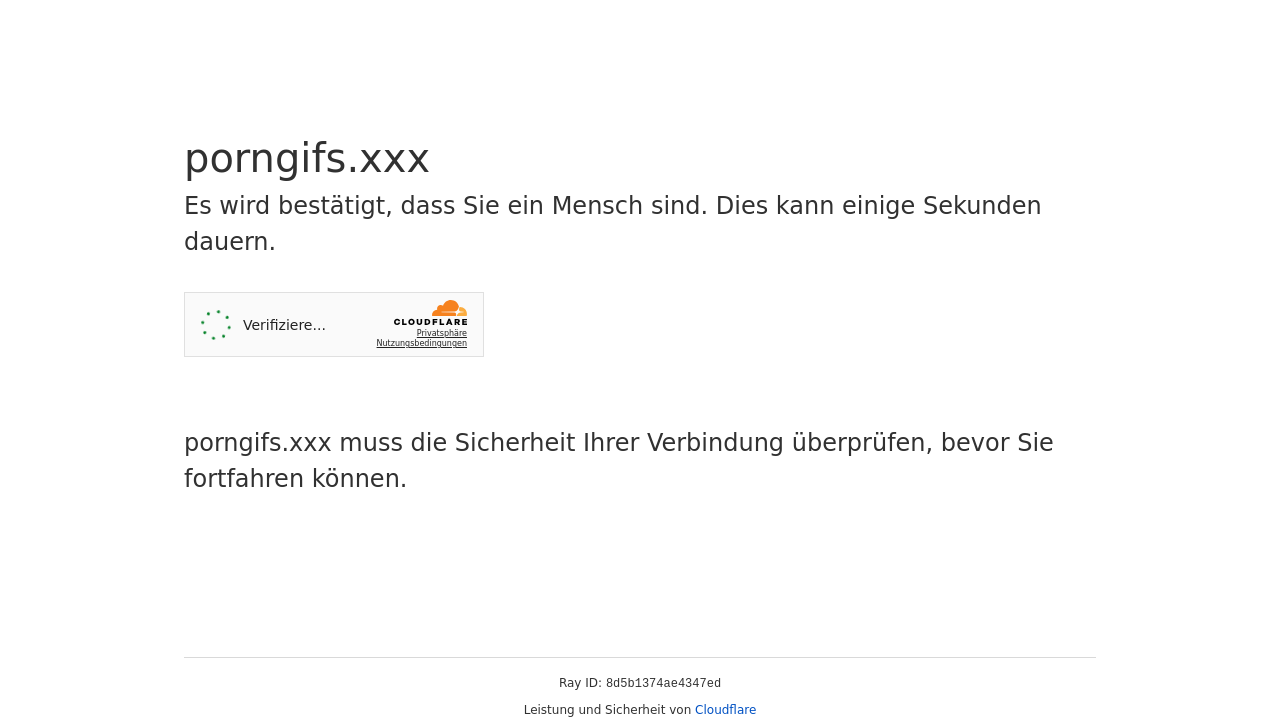 porngifs.xxx
Es wird bestätigt, dass Sie ein Mensch sind. Dies kann einige Sekunden
dauern.
Verifiziere...
CLOUDFLARE
Privatsphäre
Nutzungsbedingungen
porngifs.xxx muss die Sicherheit Ihrer Verbindung überprüfen, bevor Sie
fortfahren können.
Ray ID: 8d5b1374ae4347ed
Leistung und Sicherheit von Cloudflare